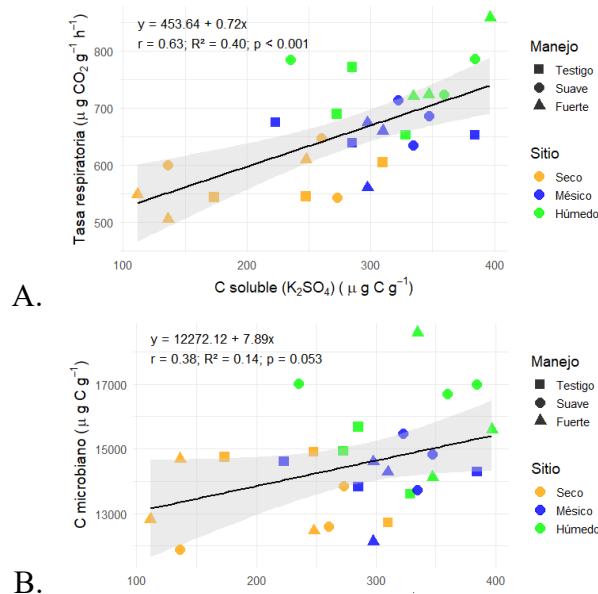 y = 453.64 + 0.72x
r = 0.63; R² = 0.40; p < 0.001
Tasa respiratoria (μ g CO₂ g⁻¹ h⁻¹)
800
700
600
500
100
200
300
400
C soluble (K₂SO₄) ( μ g C g⁻¹)
Manejo
Testigo
Suave
Fuerte
Sitio
Seco
Mésico
Húmedo
A.
y = 12272.12 + 7.89x
r = 0.38; R² = 0.14; p = 0.053
C microbiano (μ g C g⁻¹)
17000
15000
13000
100
200
300
400
Manejo
Testigo
Suave
Fuerte
Sitio
Seco
Mésico
Húmedo
B.